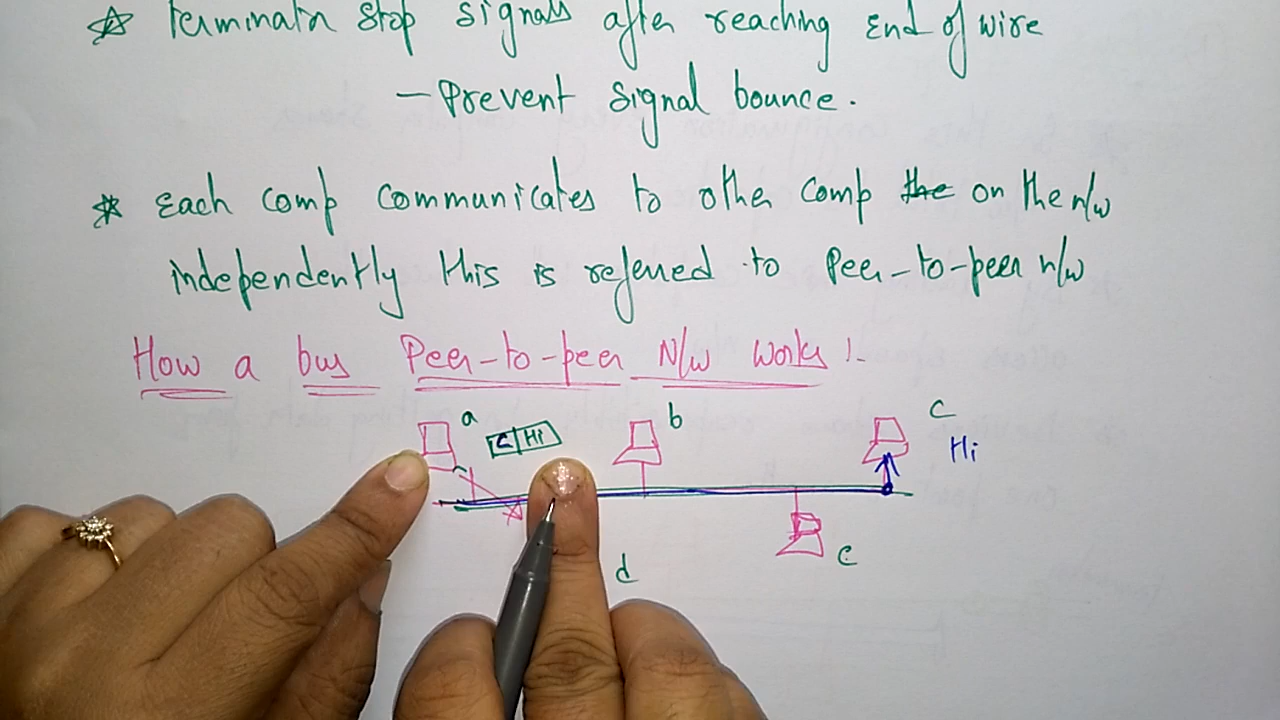 Terminator stop signals after reaching End of wire
- Prevent signal bounce.
* Each comp communicates to other comp the on the n/w
independently this is referred to Peer-to-peer n/w
How a bus Peer-to-peer N/w works :-
a C Hi b C
Hi
e
d